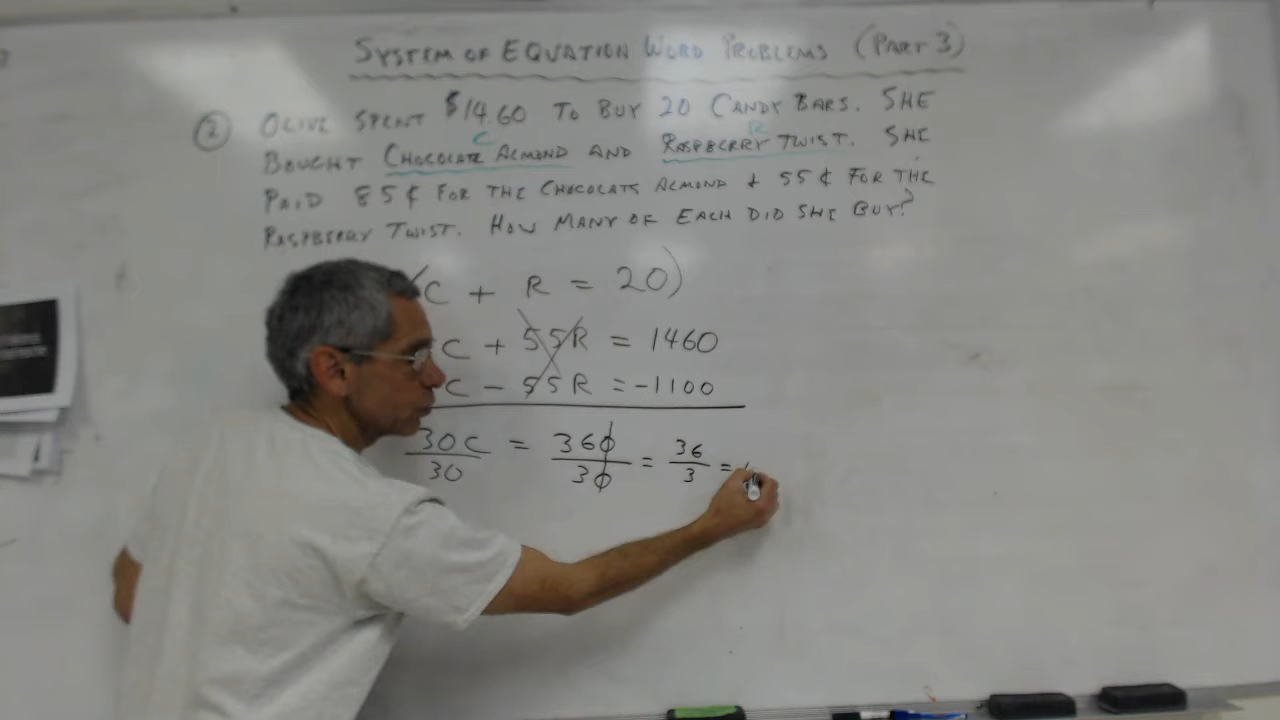 SYSTEM OF EQUATION WORD PROBLEMS (PART 3)
② OLIVE SPENT $14.60 TO BUY 20 CANDY BARS. SHE
C R
BOUGHT CHOCOLATE ALMOND AND RASPBERRY TWIST. SHE
PAID 85¢ FOR THE CHOCOLATE ALMOND + 55¢ FOR THE
RASPBERRY TWIST. HOW MANY OF EACH DID SHE BUY?
(C + R = 20)
C + 55R = 1460
C - 55R = -1100
30C/30 = 360/30 = 36/3 =